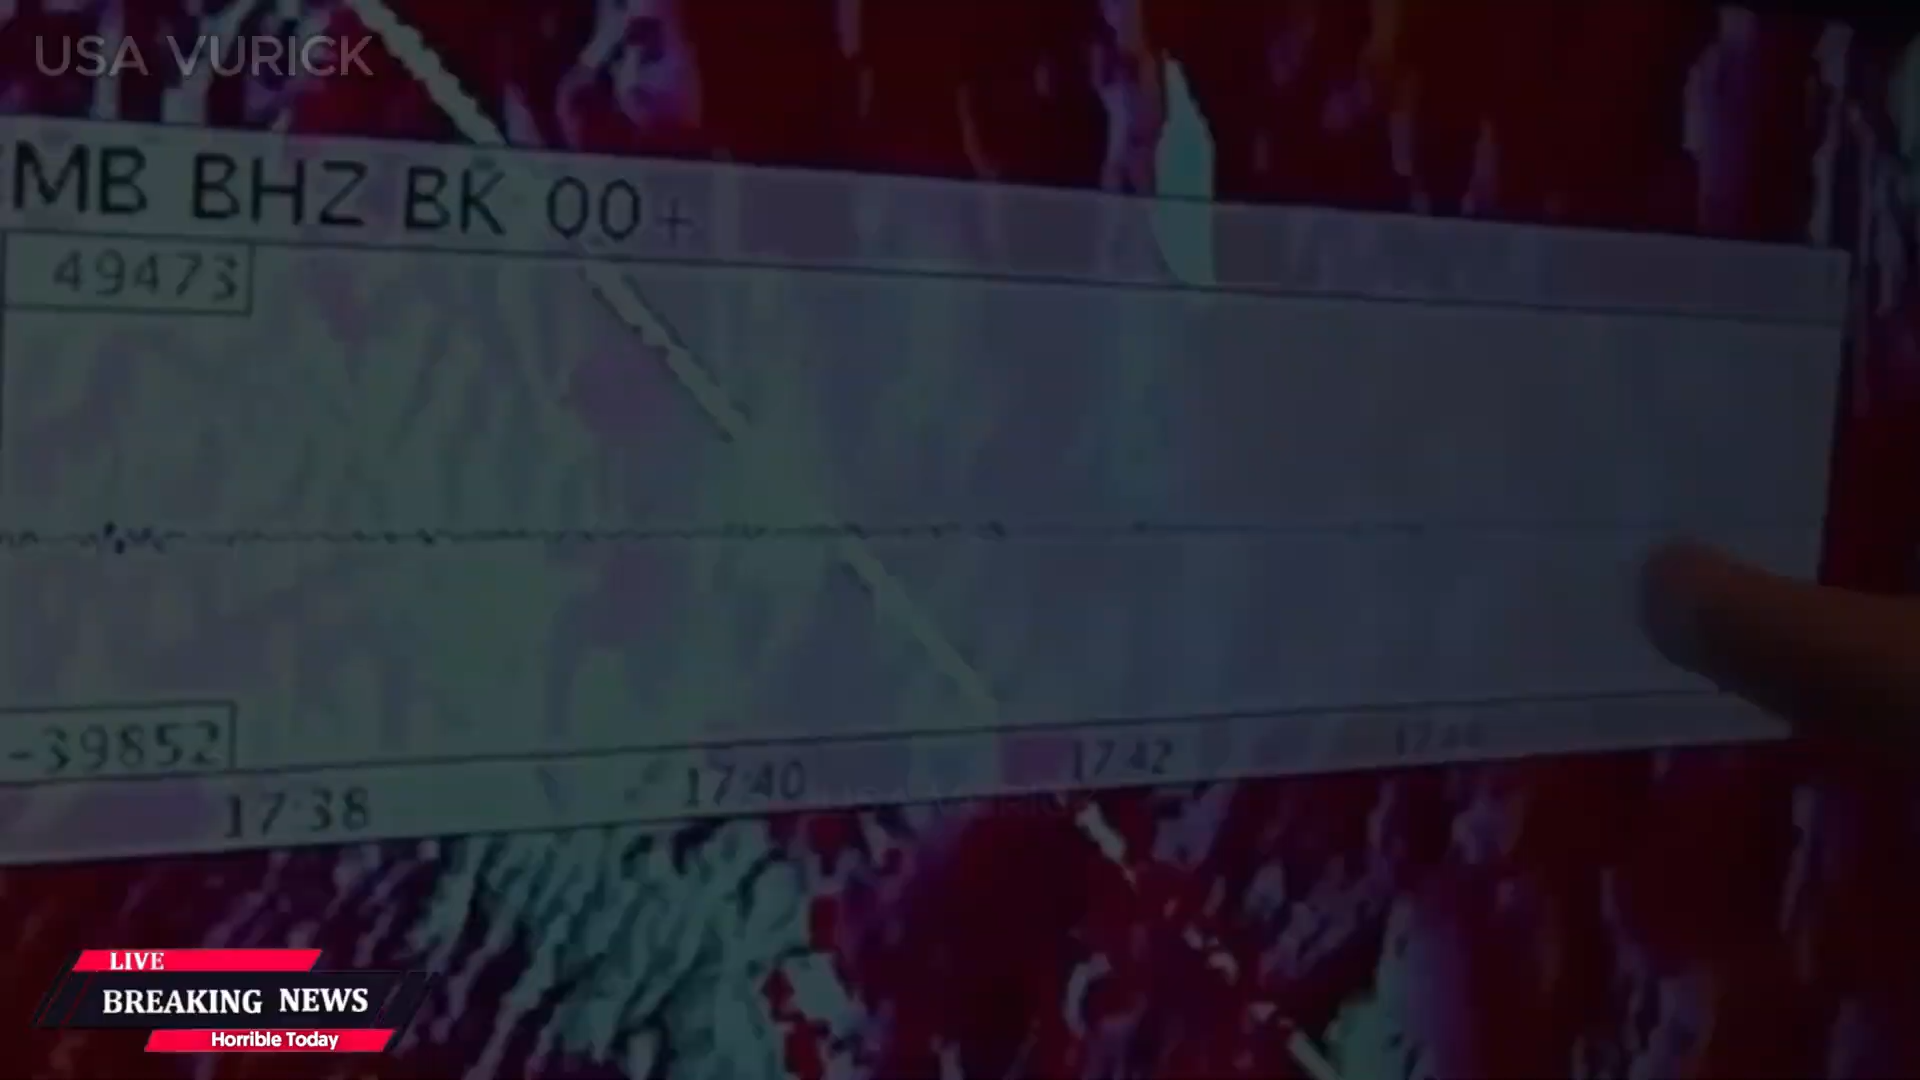 USA VURICK
MB BHZ BK 00+
49473
-39852
17:38
17:40
17:42
LIVE
BREAKING NEWS
Horrible Today